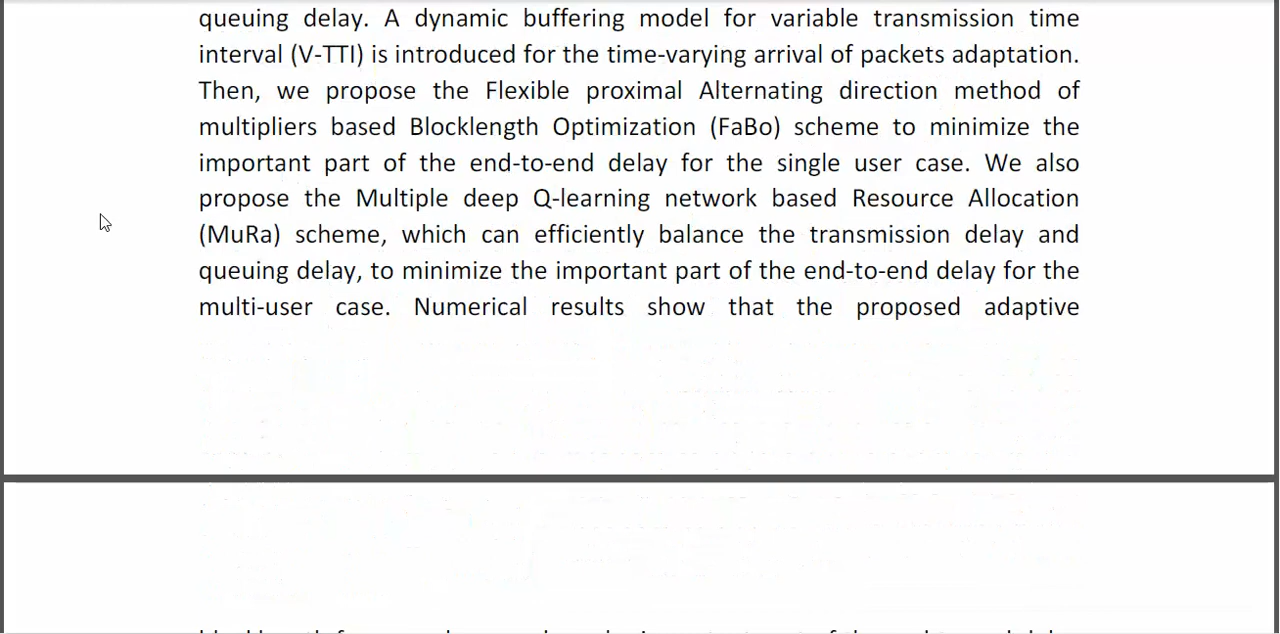 queuing delay. A dynamic buffering model for variable transmission time
interval (V-TTI) is introduced for the time-varying arrival of packets adaptation.
Then, we propose the Flexible proximal Alternating direction method of
multipliers based Blocklength Optimization (FaBo) scheme to minimize the
important part of the end-to-end delay for the single user case. We also
propose the Multiple deep Q-learning network based Resource Allocation
(MuRa) scheme, which can efficiently balance the transmission delay and
queuing delay, to minimize the important part of the end-to-end delay for the
multi-user case. Numerical results show that the proposed adaptive